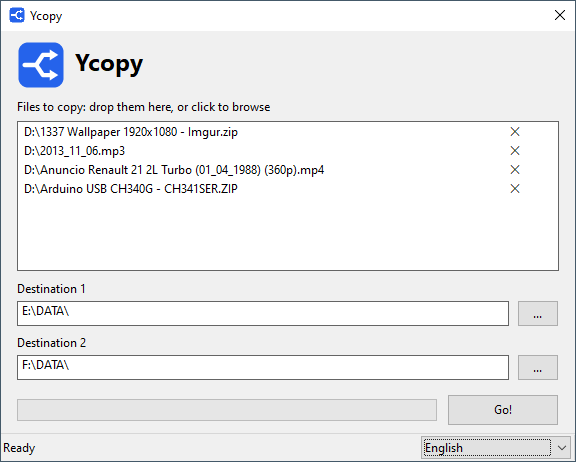 Ycopy
Ycopy
Files to copy: drop them here, or click to browse
D:\1337 Wallpaper 1920x1080 - Imgur.zip
D:\2013_11_06.mp3
D:\Anuncio Renault 21 2L Turbo (01_04_1988) (360p).mp4
D:\Arduino USB CH340G - CH341SER.ZIP
Destination 1
E:\DATA\
...
Destination 2
F:\DATA\
...
Go!
Ready
English